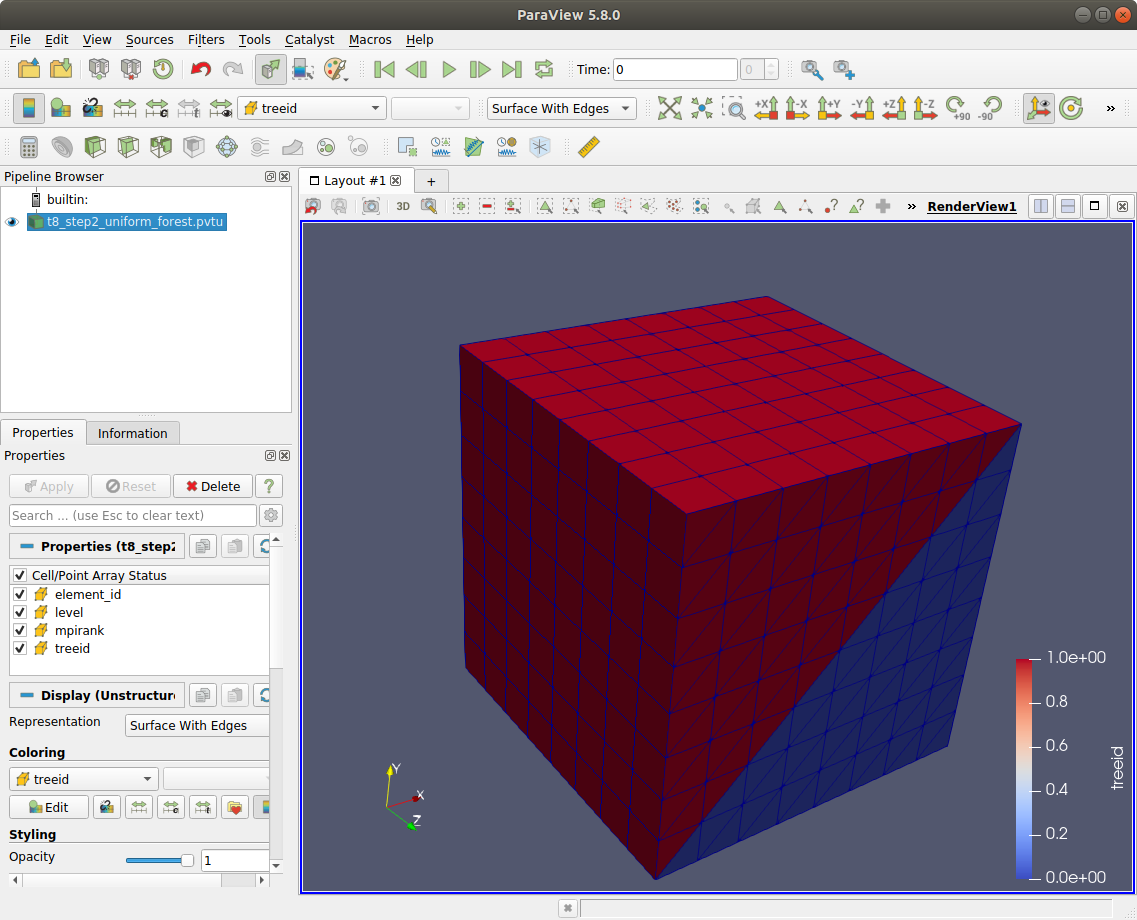 ParaView 5.8.0
File Edit View Sources Filters Tools Catalyst Macros Help
Time: 0 0
treeid Surface With Edges +X -X +Y -Y +Z -Z +90 -90 »
Pipeline Browser
Layout #1 +
builtin:
3D ? ? » RenderView1
t8_step2_uniform_forest.pvtu
Properties Information
Properties
Apply Reset Delete ?
Search ... (use Esc to clear text)
Properties (t8_step2
Cell/Point Array Status
element_id
level
mpirank
treeid
Display (Unstructure
Representation Surface With Edges
Coloring
treeid
Edit
Styling
Opacity 1
Y
X
Z
1.0e+00
0.8
0.6
0.4
0.2
0.0e+00
treeid